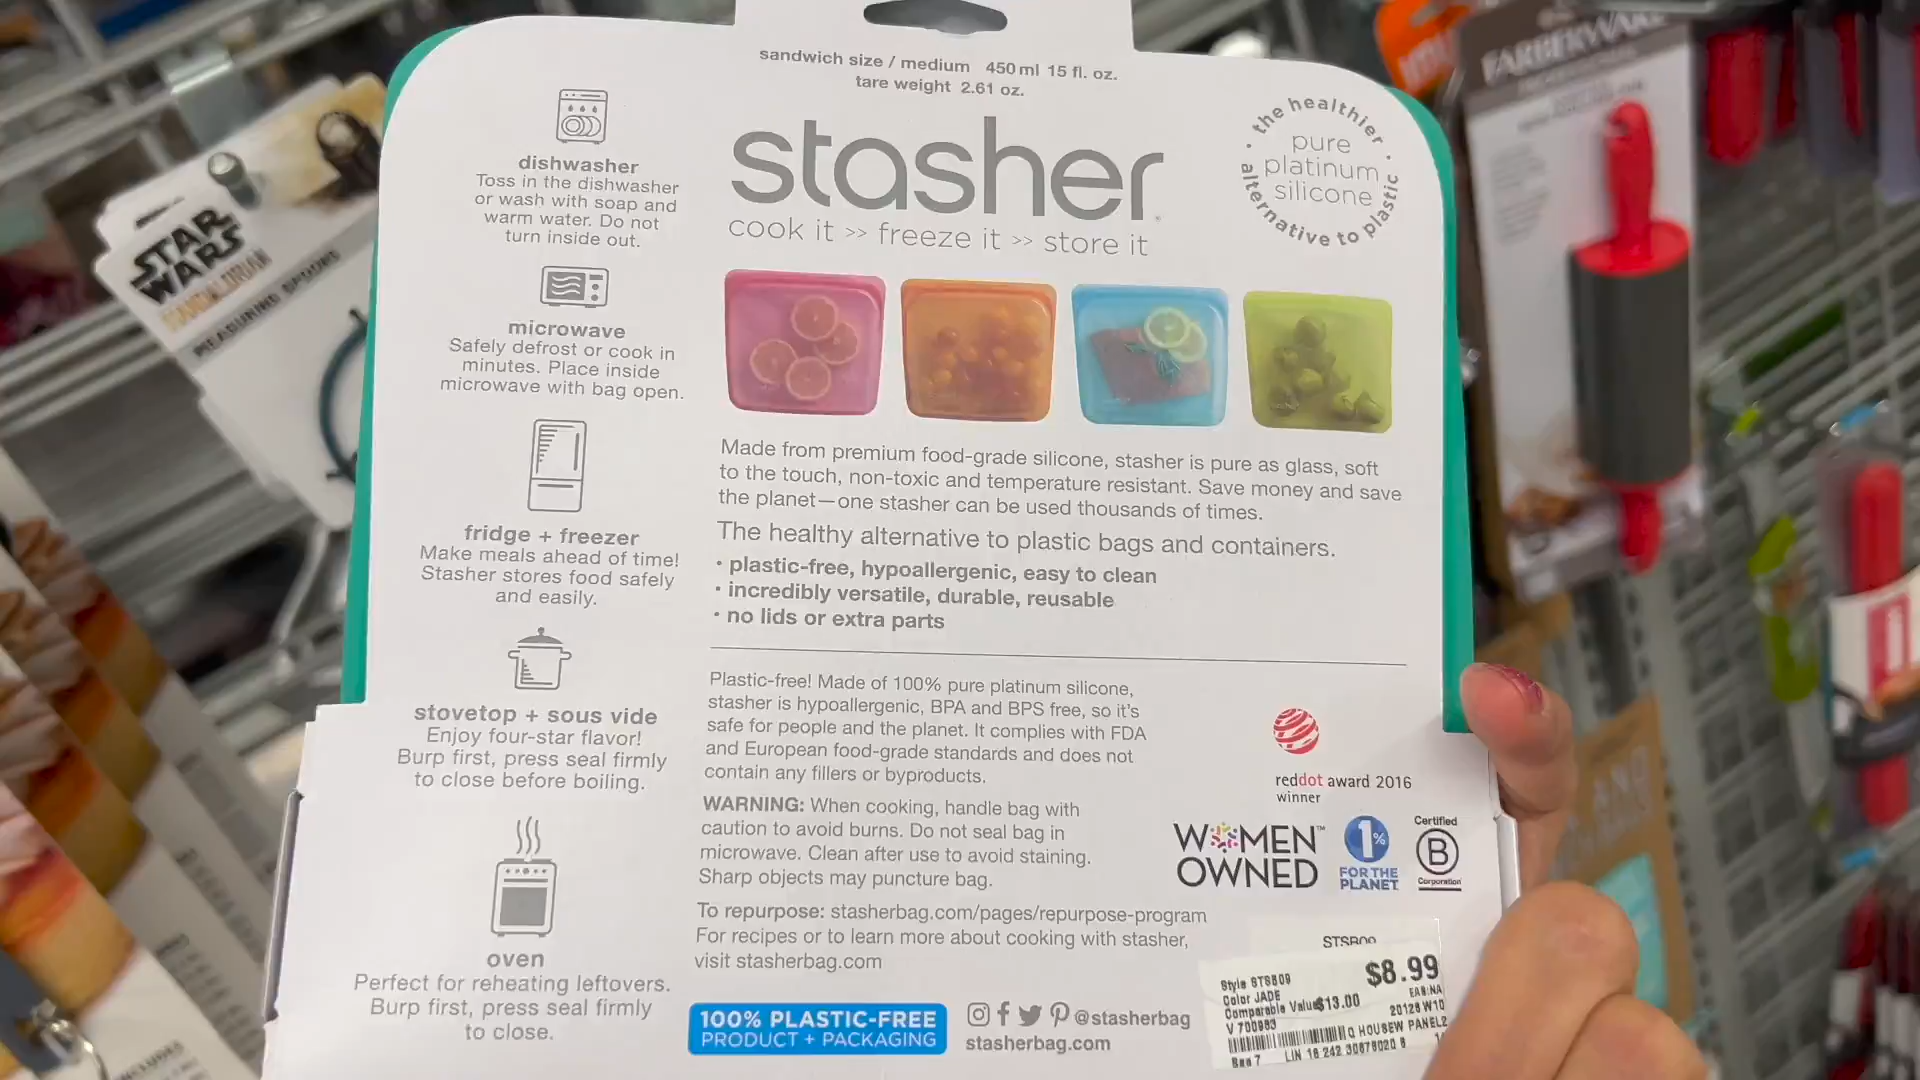 sandwich size / medium 450 ml 15 fl. oz.
tare weight 2.61 oz.
stasher
cook it >> freeze it >> store it
the healthier alternative to plastic
pure
platinum
silicone
dishwasher
Toss in the dishwasher
or wash with soap and
warm water. Do not
turn inside out.
microwave
Safely defrost or cook in
minutes. Place inside
microwave with bag open.
fridge + freezer
Make meals ahead of time!
Stasher stores food safely
and easily.
stovetop + sous vide
Enjoy four-star flavor!
Burp first, press seal firmly
to close before boiling.
oven
Perfect for reheating leftovers.
Burp first, press seal firmly
to close.
Made from premium food-grade silicone, stasher is pure as glass, soft
to the touch, non-toxic and temperature resistant. Save money and save
the planet—one stasher can be used thousands of times.
The healthy alternative to plastic bags and containers.
• plastic-free, hypoallergenic, easy to clean
• incredibly versatile, durable, reusable
• no lids or extra parts
Plastic-free! Made of 100% pure platinum silicone,
stasher is hypoallergenic, BPA and BPS free, so it's
safe for people and the planet. It complies with FDA
and European food-grade standards and does not
contain any fillers or byproducts.
WARNING: When cooking, handle bag with
caution to avoid burns. Do not seal bag in
microwave. Clean after use to avoid staining.
Sharp objects may puncture bag.
To repurpose: stasherbag.com/pages/repurpose-program
For recipes or to learn more about cooking with stasher,
visit stasherbag.com
100% PLASTIC-FREE
PRODUCT + PACKAGING
@stasherbag
stasherbag.com
reddot award 2016
winner
WOMEN™
OWNED
1%
FOR THE
PLANET
Certified
B
Corporation
$8.99
Color JADE
Comparable Value $13.00
20128 W10
V 700983
Q HOUSEW PANEL2
STAR
WARS
MEASURING SPOONS
FARBERWARE